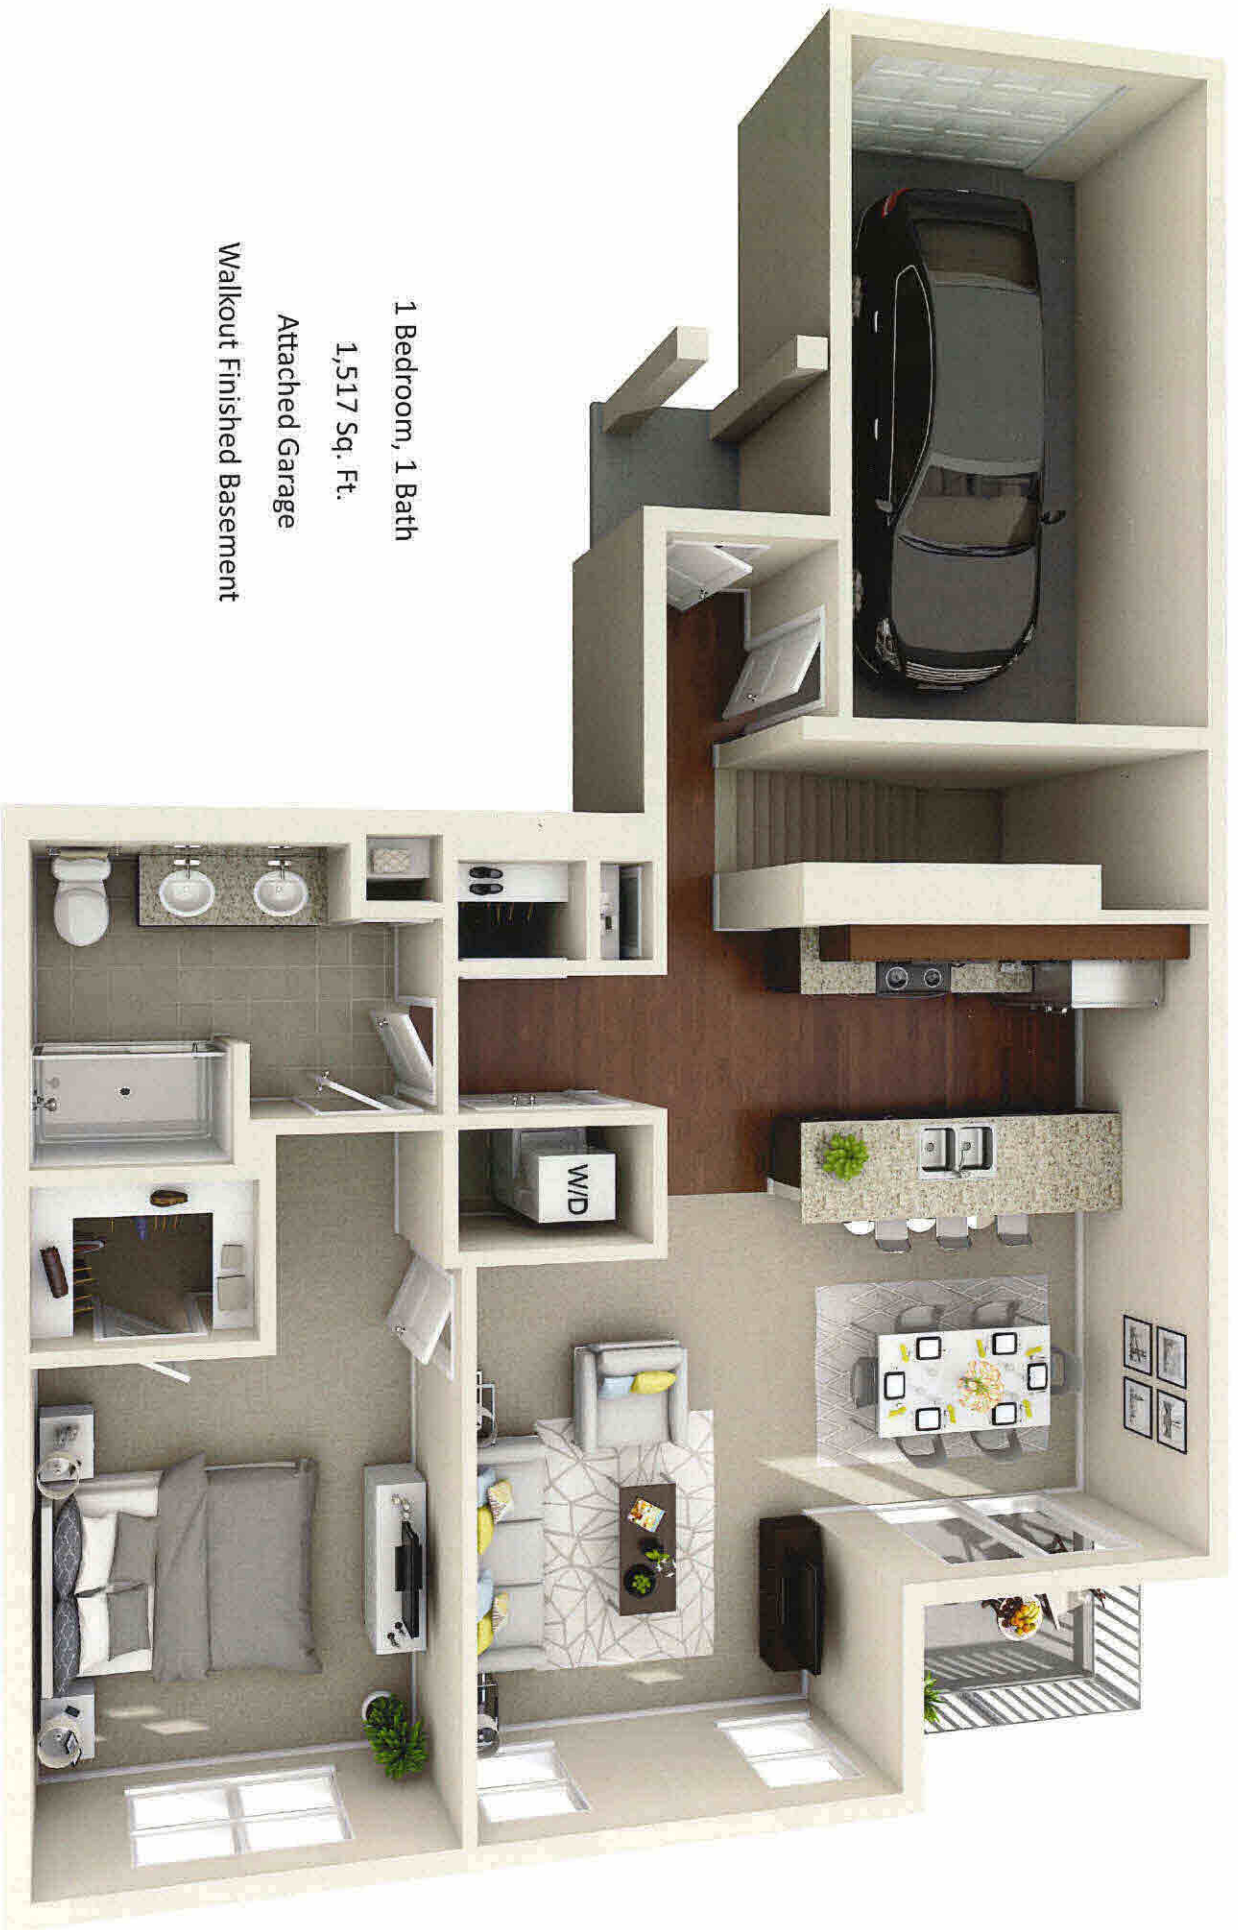 1 Bedroom, 1 Bath
1,517 Sq. Ft.
Attached Garage
Walkout Finished Basement
W/D